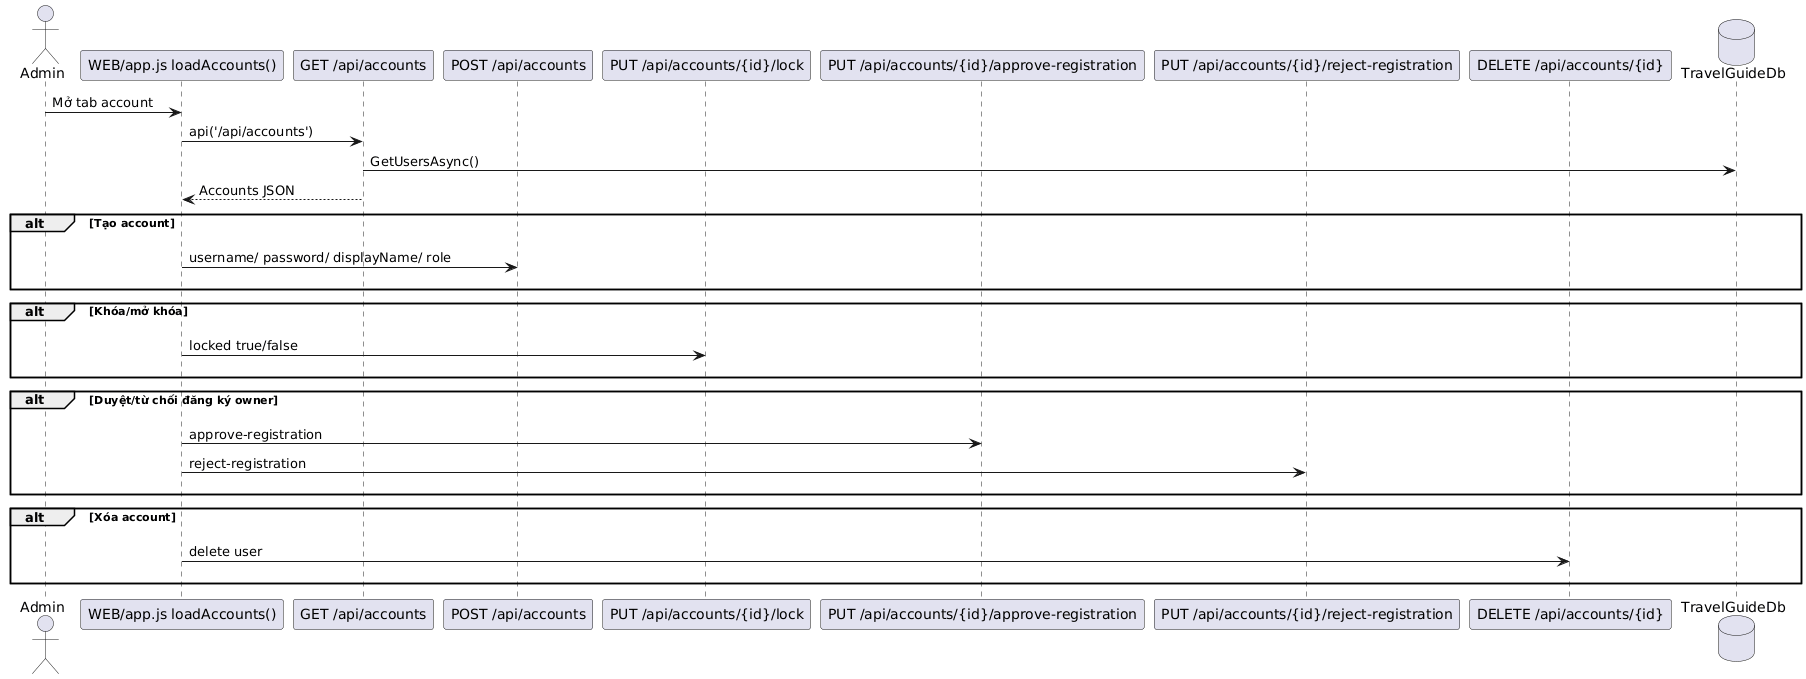 Admin
WEB/app.js loadAccounts()
GET /api/accounts
POST /api/accounts
PUT /api/accounts/{id}/lock
PUT /api/accounts/{id}/approve-registration
PUT /api/accounts/{id}/reject-registration
DELETE /api/accounts/{id}
TravelGuideDb
Mở tab account
api('/api/accounts')
GetUsersAsync()
Accounts JSON
alt [Tạo account]
username/ password/ displayName/ role
alt [Khóa/mở khóa]
locked true/false
alt [Duyệt/từ chối đăng ký owner]
approve-registration
reject-registration
alt [Xóa account]
delete user
Admin
WEB/app.js loadAccounts()
GET /api/accounts
POST /api/accounts
PUT /api/accounts/{id}/lock
PUT /api/accounts/{id}/approve-registration
PUT /api/accounts/{id}/reject-registration
DELETE /api/accounts/{id}
TravelGuideDb